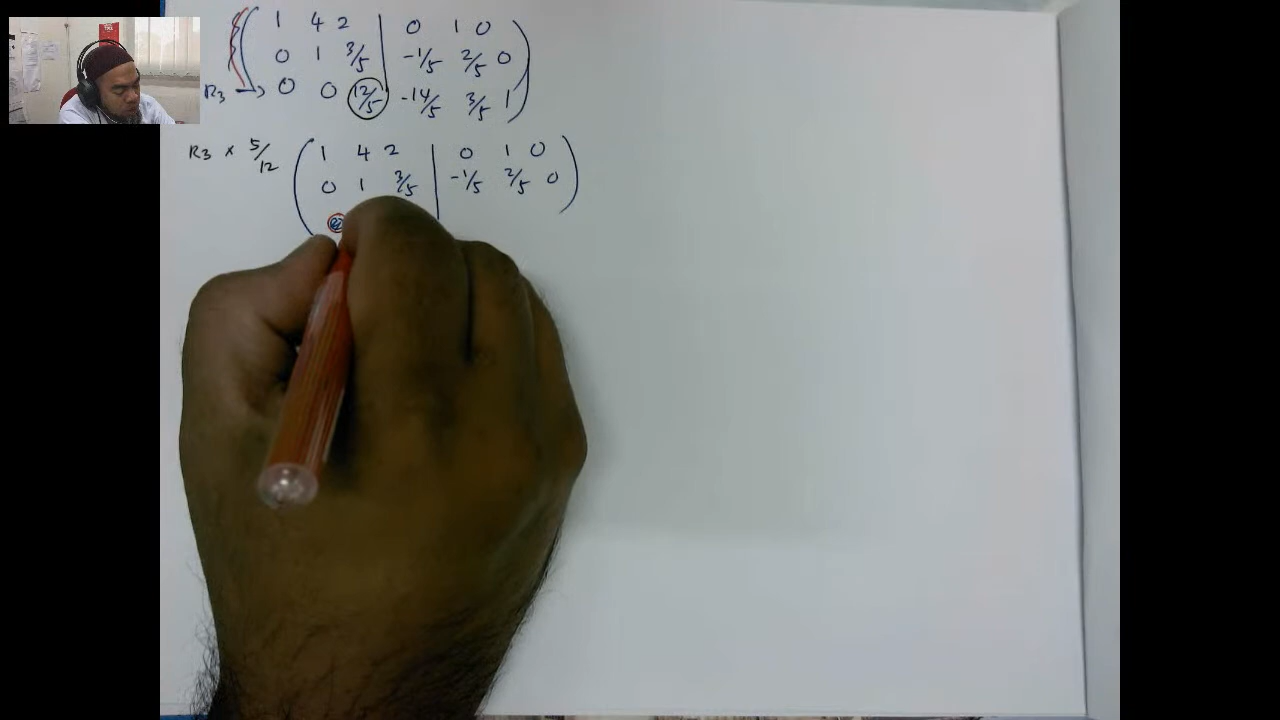 1 4 2 | 0 1 0
0 1 3/5 | -1/5 2/5 0
R3 → 0 0 12/5 | -14/5 3/5 1
R3 × 5/12 1 4 2 | 0 1 0
0 1 3/5 | -1/5 2/5 0